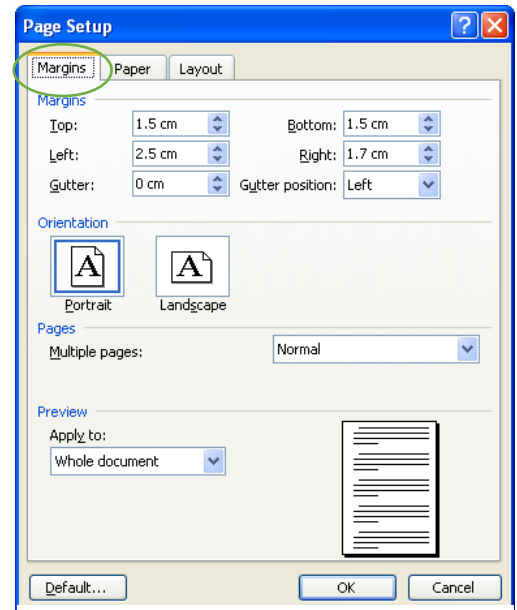 Page Setup
Margins Paper Layout
Margins
Top: 1.5 cm Bottom: 1.5 cm
Left: 2.5 cm Right: 1.7 cm
Gutter: 0 cm Gutter position: Left
Orientation
A A
Portrait Landscape
Pages
Multiple pages: Normal
Preview
Apply to:
Whole document
Default... OK Cancel